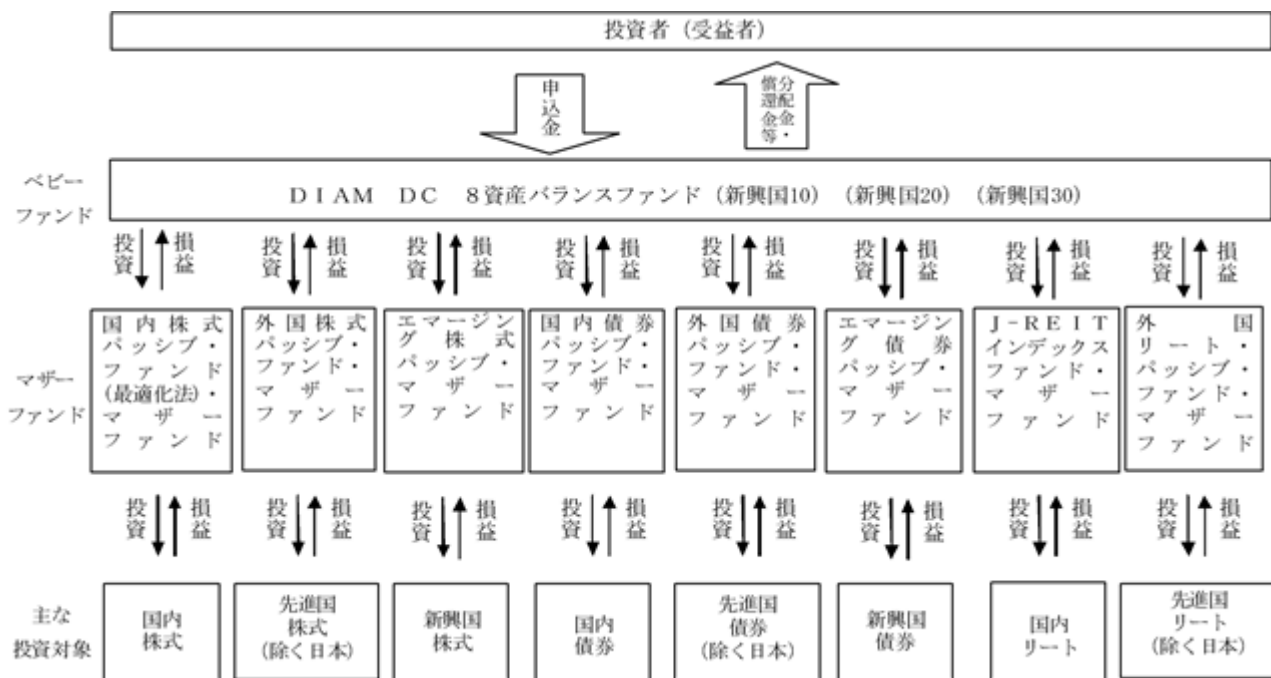 投資者（受益者）
申込金
分配金・
償還金等
ベビー
ファンド
ＤＩＡＭ　ＤＣ　８資産バランスファンド（新興国10）（新興国20）（新興国30）
投資
損益
投資
損益
投資
損益
投資
損益
投資
損益
投資
損益
投資
損益
投資
損益
マザー
ファンド
国内株式
パッシブ・
ファンド
(最適化法)・
マザー
ファンド
外国株式
パッシブ・
ファンド・
マザー
ファンド
エマージン
グ株式
パッシブ・
マザー
ファンド
国内債券
パッシブ・
ファンド・
マザー
ファンド
外国債券
パッシブ・
ファンド・
マザー
ファンド
エマージン
グ債券
パッシブ・
マザー
ファンド
Ｊ－ＲＥＩＴ
インデックス
ファンド・
マザー
ファンド
外国
リート・
パッシブ・
ファンド・
マザー
ファンド
投資
損益
投資
損益
投資
損益
投資
損益
投資
損益
投資
損益
投資
損益
投資
損益
主な
投資対象
国内
株式
先進国
株式
（除く日本）
新興国
株式
国内
債券
先進国
債券
（除く日本）
新興国
債券
国内
リート
先進国
リート
（除く日本）